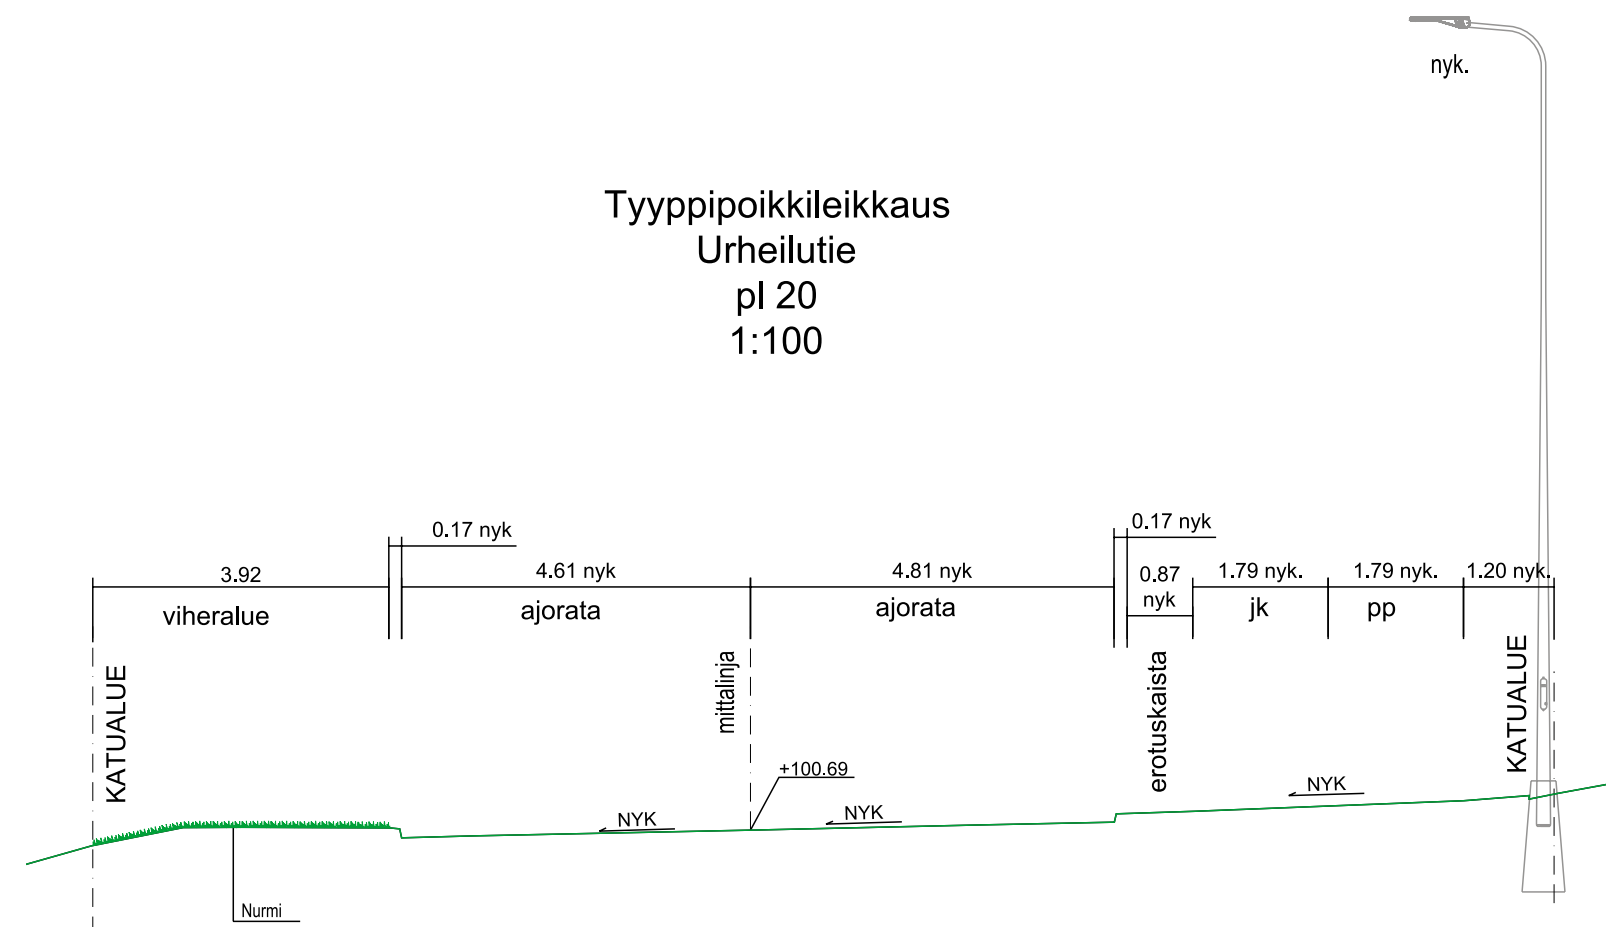 nyk.
Tyyppipoikkileikkaus
Urheilutie
pl 20
1:100
0.17 nyk
0.17 nyk
3.92
4.61 nyk
4.81 nyk
0.87
nyk
1.79 nyk.
1.79 nyk.
1.20 nyk.
viheralue
ajorata
ajorata
jk
pp
KATUALUE
mittalinja
erotuskaista
KATUALUE
+100.69
NYK
NYK
NYK
Nurmi